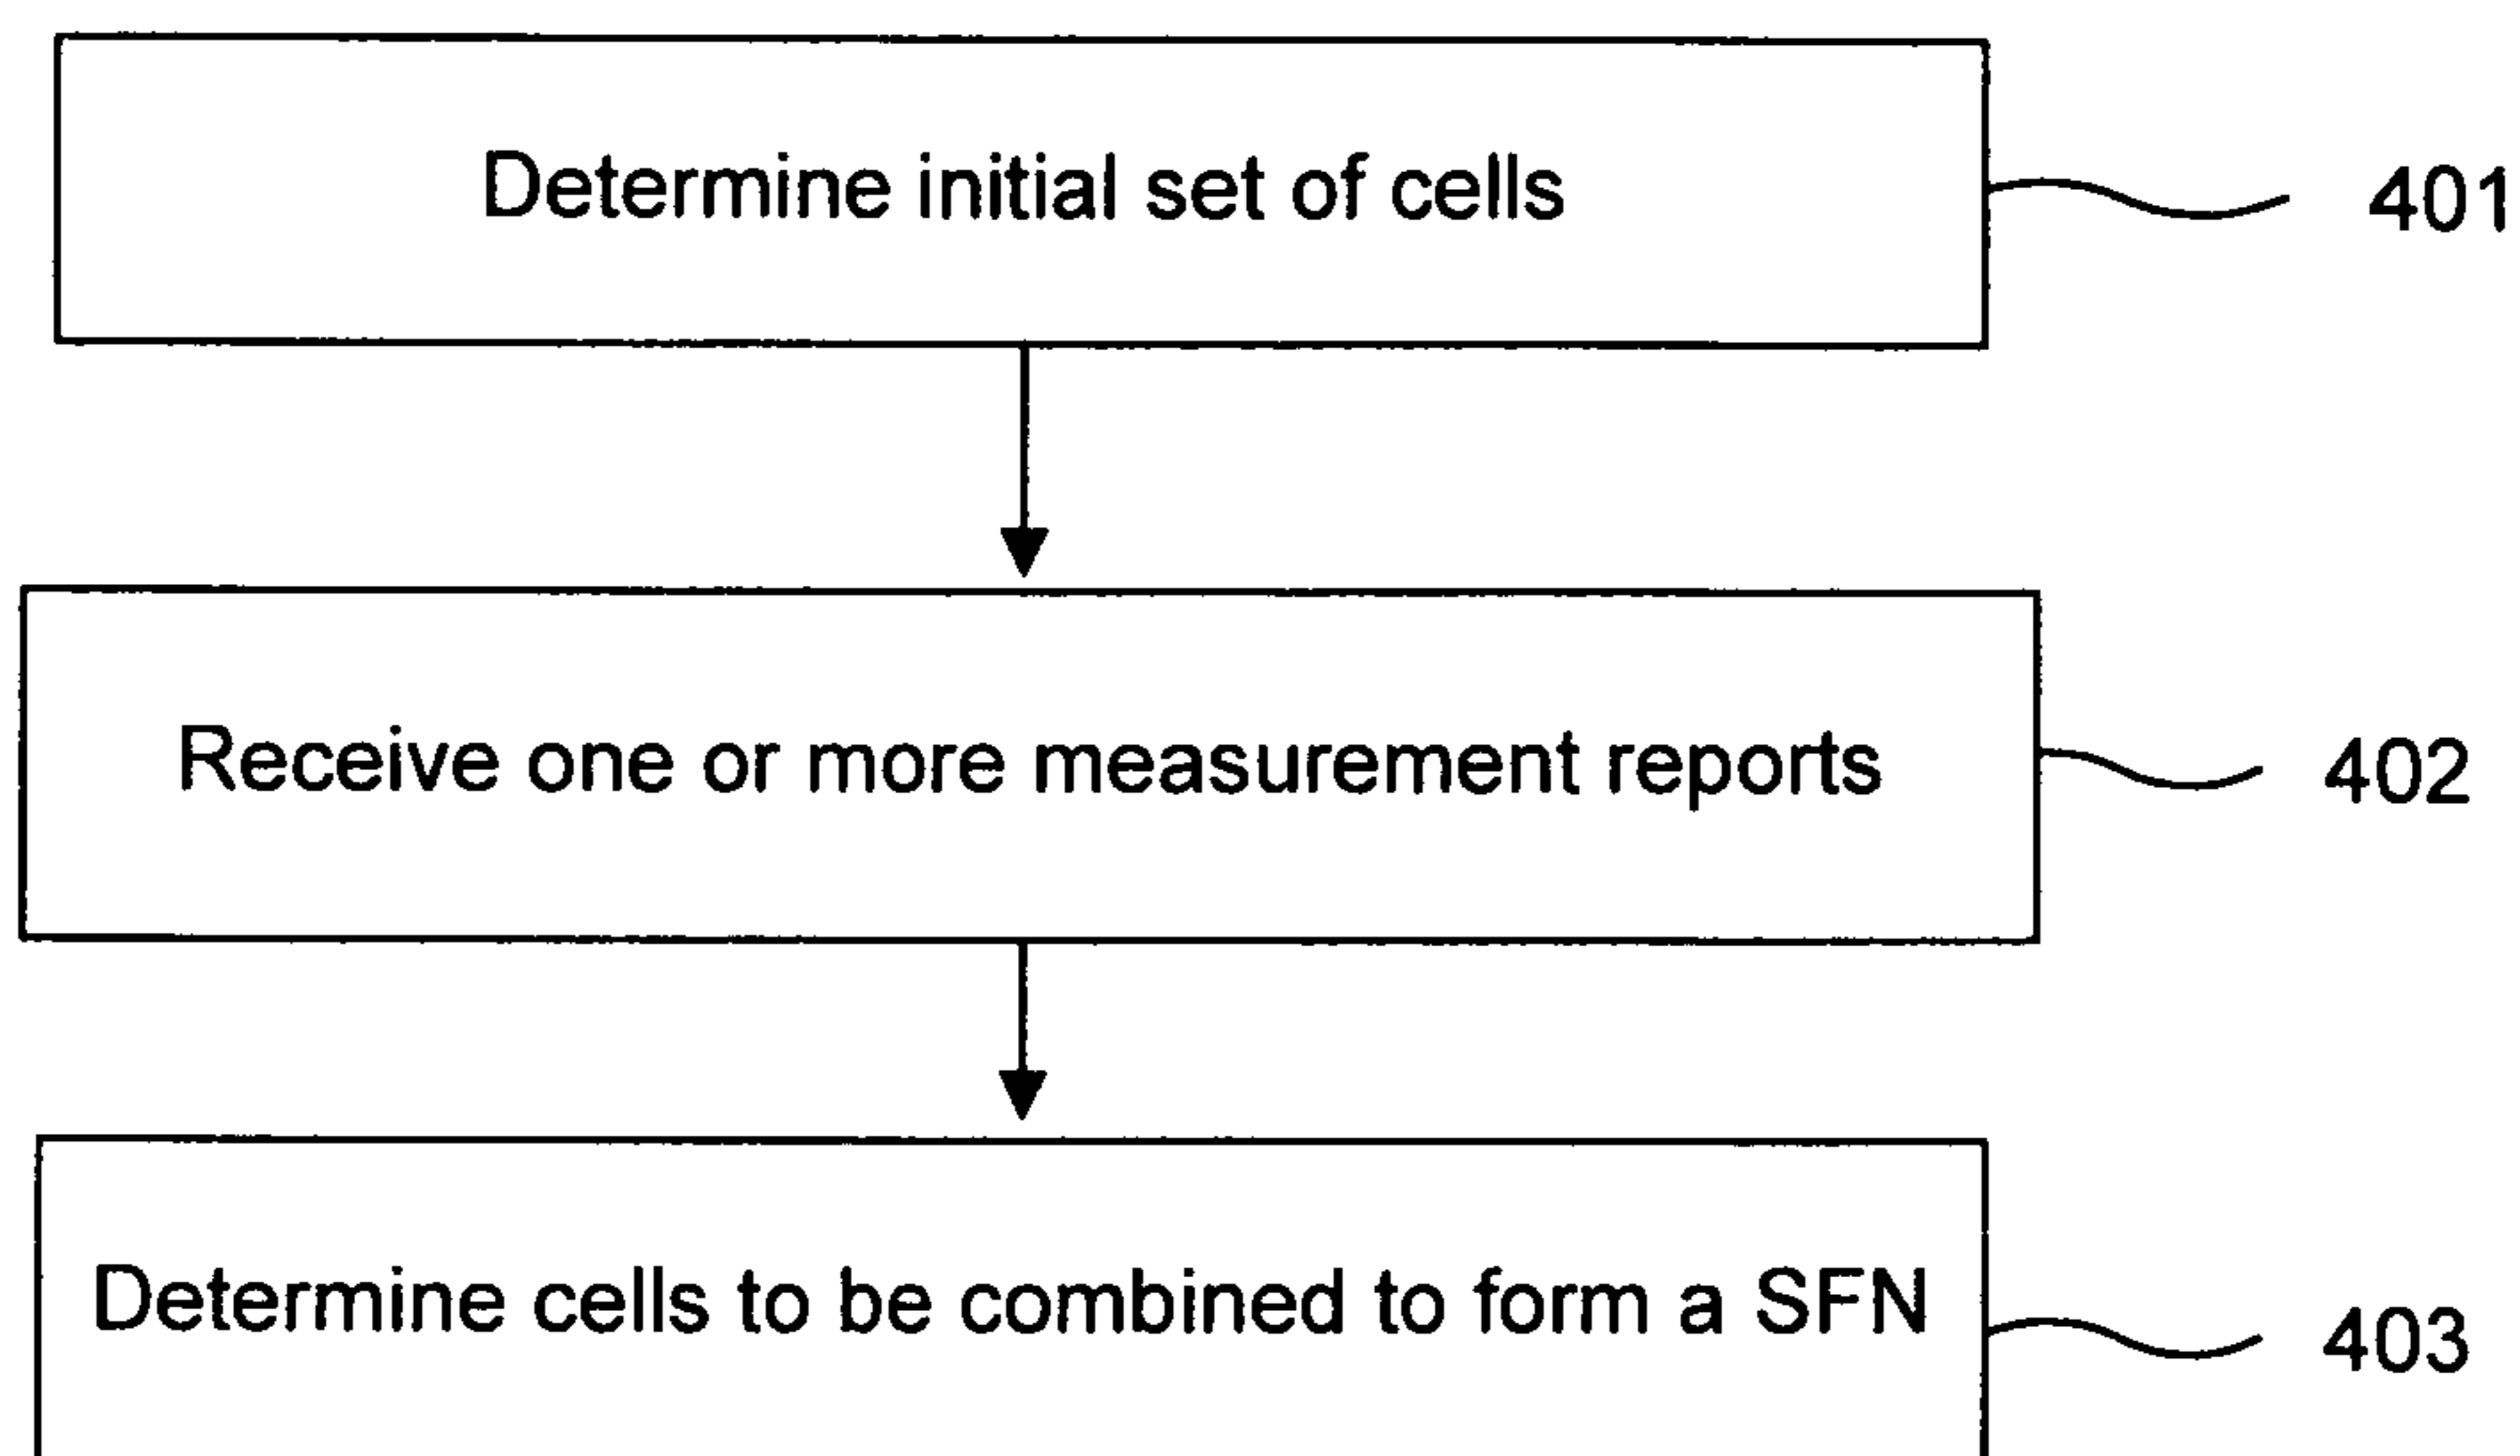 Determine initial set of cells
401
Receive one or more measurement reports
402
Determine cells to be combined to form a SFN
403